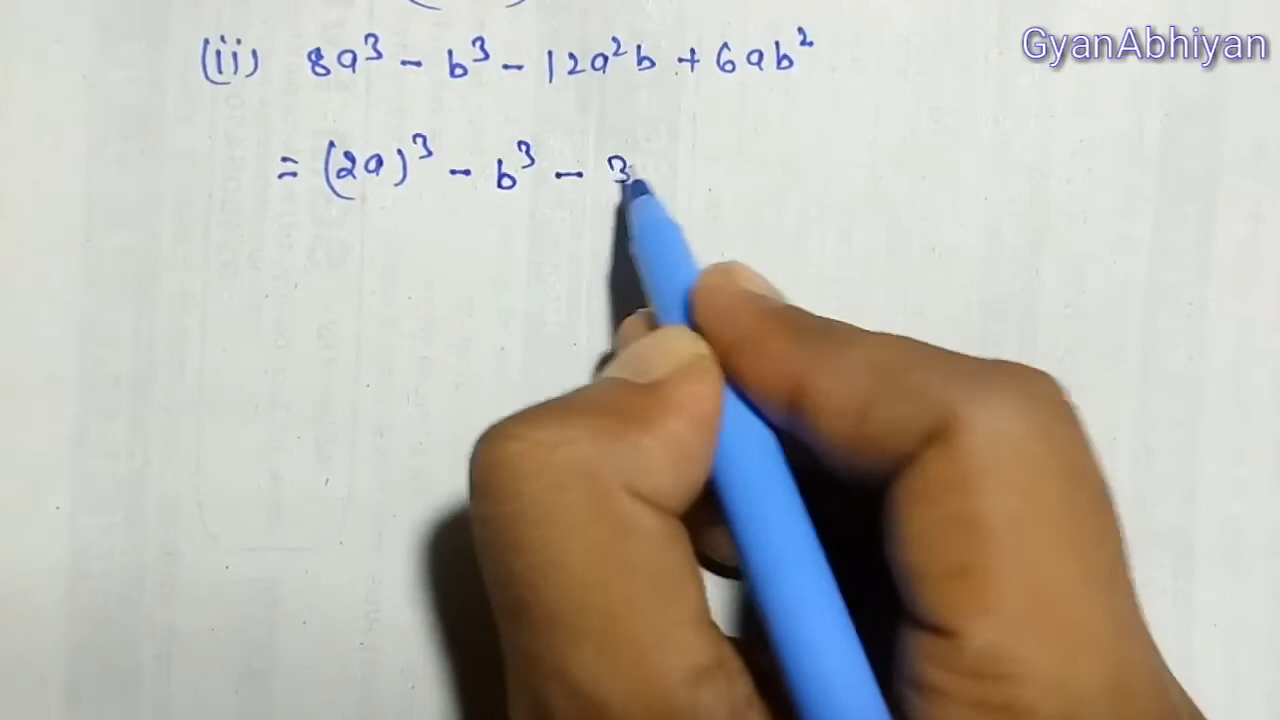 GyanAbhiyan
(ii) 8a³ - b³ - 12a²b + 6ab²
= (2a)³ - b³ - 3